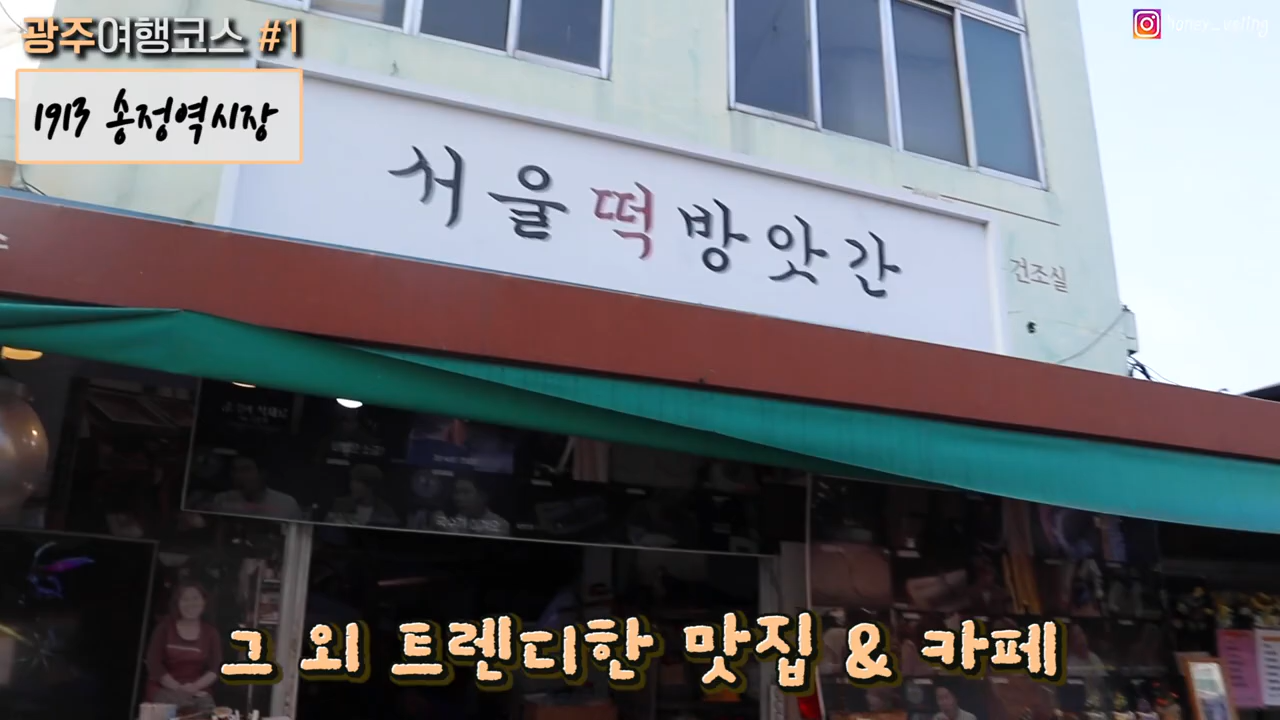 광주여행코스 #1
1913 송정역시장
서울떡방앗간
건조실
그 외 트렌디한 맛집 & 카페